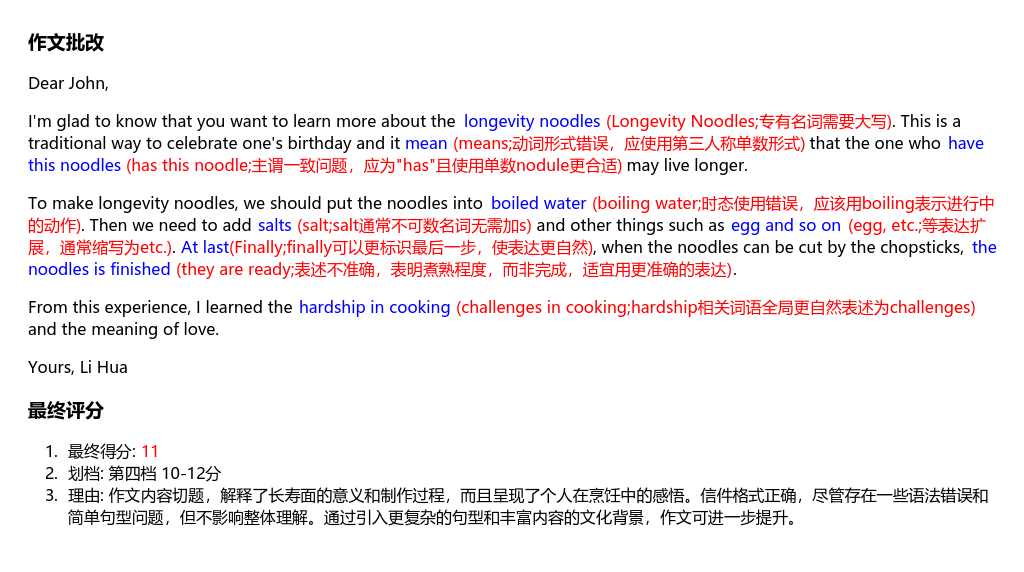 作文批改
Dear John,
I'm glad to know that you want to learn more about the longevity noodles (Longevity Noodles;专有名词需要大写). This is a
traditional way to celebrate one's birthday and it mean (means;动词形式错误，应使用第三人称单数形式) that the one who have
this noodles (has this noodle;主谓一致问题，应为"has"且使用单数nodule更合适) may live longer.
To make longevity noodles, we should put the noodles into boiled water (boiling water;时态使用错误，应该用boiling表示进行中
的动作). Then we need to add salts (salt;salt通常不可数名词无需加s) and other things such as egg and so on (egg, etc.;等表达扩
展，通常缩写为etc.). At last(Finally;finally可以更标识最后一步，使表达更自然), when the noodles can be cut by the chopsticks, the
noodles is finished (they are ready;表述不准确，表明煮熟程度，而非完成，适宜用更准确的表达).
From this experience, I learned the hardship in cooking (challenges in cooking;hardship相关词语全局更自然表述为challenges)
and the meaning of love.
Yours, Li Hua
最终评分
1. 最终得分: 11
2. 划档: 第四档 10-12分
3. 理由: 作文内容切题，解释了长寿面的意义和制作过程，而且呈现了个人在烹饪中的感悟。信件格式正确，尽管存在一些语法错误和
简单句型问题，但不影响整体理解。通过引入更复杂的句型和丰富内容的文化背景，作文可进一步提升。